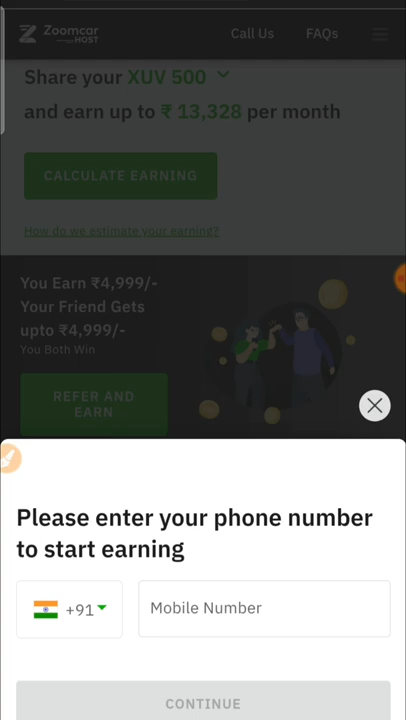 Zoomcar
HOST
Call Us
FAQs
Share your XUV 500
and earn up to ₹ 13,328 per month
CALCULATE EARNING
How do we estimate your earning?
You Earn ₹4,999/-
Your Friend Gets
upto ₹4,999/-
You Both Win
REFER AND
EARN
Please enter your phone number
to start earning
+91
Mobile Number
CONTINUE